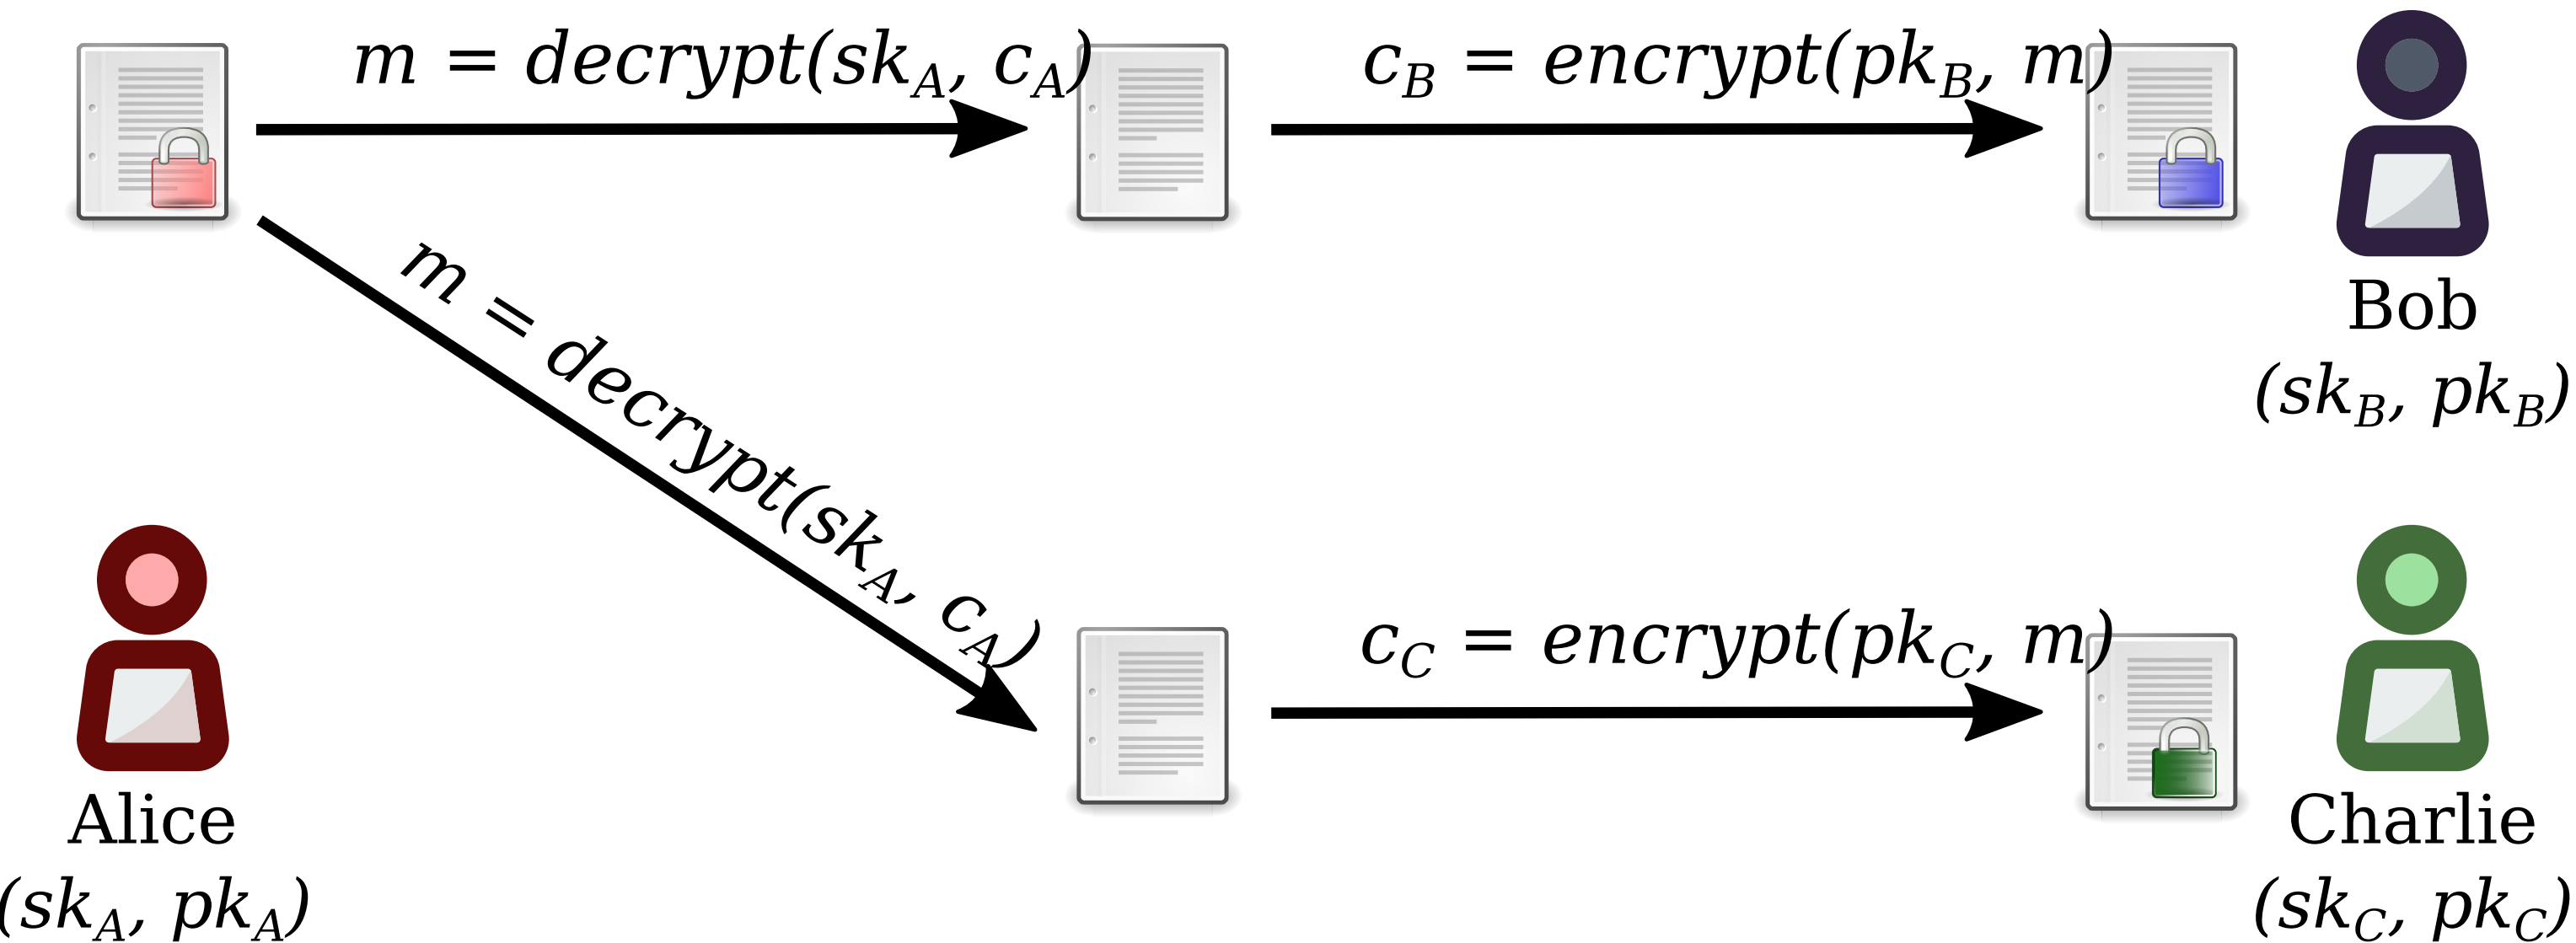 m = decrypt(sk_A, c_A)
c_B = encrypt(pk_B, m)
Bob
(sk_B, pk_B)
m = decrypt(sk_A, c_A)
c_C = encrypt(pk_C, m)
Alice
(sk_A, pk_A)
Charlie
(sk_C, pk_C)